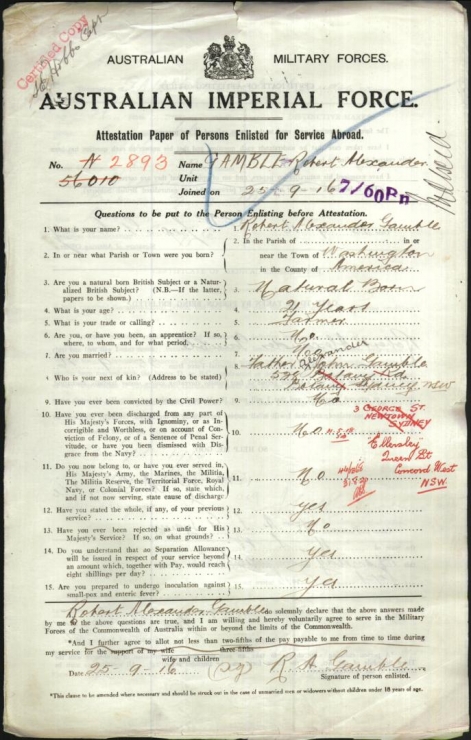 Certified Copy
AUSTRALIAN MILITARY FORCES.
AUSTRALIAN IMPERIAL FORCE.
Attestation Paper of Persons Enlisted for Service Abroad.
No. N 2893 Name GAMBLE Robert Alexander
56010 Unit
Joined on 25-9-16 7/60Bn
Questions to be put to the Person Enlisting before Attestation.
1. What is your name? 1. Robert Alexander Gamble
2. In or near what Parish or Town were you born? 2. In the Parish of in or
near the Town of Washington
in the County of America
3. Are you a natural born British Subject or a Natu-
ralized British Subject? (N.B.—If the latter,
papers to be shown.) 3. Natural Born
4. What is your age? 4. 21 Years
5. What is your trade or calling? 5. Farmer
6. Are you, or have you been, an apprentice? If so,
where, to whom, and for what period. 6. No
7. Are you married? 7. No
8. Who is your next of kin? (Address to be stated) 8. Father John Alexander Gamble
Botany Sydney NSW
3 GEORGE ST.
NEWTOWN
SYDNEY
9. Have you ever been convicted by the Civil Power? 9. No
10. Have you ever been discharged from any part of
His Majesty's Forces, with Ignominy, or as In-
corrigible and Worthless, or on account of Convic-
tion of Felony, or of a Sentence of Penal Ser-
vitude, or have you been dismissed with Dis-
grace from the Navy? 10. No
Ellersley
Queen St
Concord West
NSW
11. Do you now belong to, or have you ever served in,
His Majesty's Army, the Marines, the Militia,
The Militia Reserve, the Territorial Force, Royal
Navy, or Colonial Forces? If so, state which,
and if not now serving, state cause of discharge. 11. No
12. Have you stated the whole, if any, of your previous
service? 12. Yes
13. Have you ever been rejected as unfit for His
Majesty's Service? If so, on what grounds? 13. No
14. Do you understand that no Separation Allowance
will be issued in respect of your service beyond
an amount which, together with Pay, would reach
eight shillings per day? 14. Yes
15. Are you prepared to undergo inoculation against
small-pox and enteric fever? 15. Yes
I, Robert Alexander Gamble do solemnly declare that the above answers made
by me to the above questions are true, and I am willing and hereby voluntarily agree to serve in the Military
Forces of the Commonwealth of Australia within or beyond the limits of the Commonwealth.
*And I further agree to allot not less than two-fifths of the pay payable to me from time to time during
three-fifths
my service for the support of my wife
wife and children
Date 25-9-16 R A Gamble
Signature of person enlisted.
*This clause to be amended where necessary and should be struck out in the case of unmarried men or widowers without children under 18 years of age.